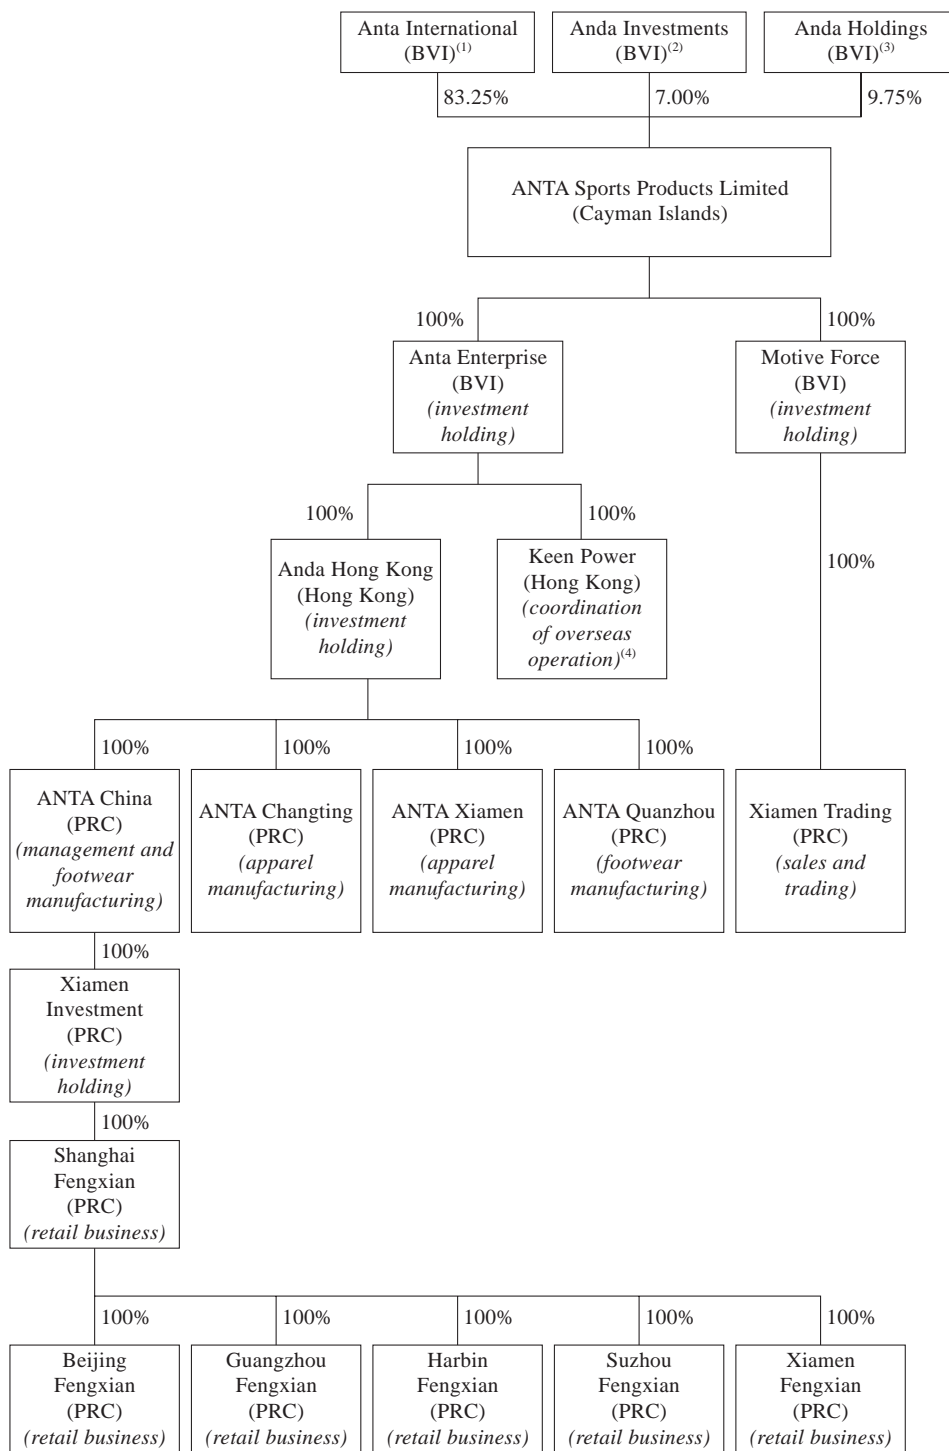 Anta International
(BVI)(1)
Anda Investments
(BVI)(2)
Anda Holdings
(BVI)(3)
83.25%
7.00%
9.75%
ANTA Sports Products Limited
(Cayman Islands)
100%
100%
Anta Enterprise
(BVI)
(investment
holding)
Motive Force
(BVI)
(investment
holding)
100%
100%
100%
Anda Hong Kong
(Hong Kong)
(investment
holding)
Keen Power
(Hong Kong)
(coordination
of overseas
operation)(4)
100%
100%
100%
100%
ANTA China
(PRC)
(management and
footwear
manufacturing)
ANTA Changting
(PRC)
(apparel
manufacturing)
ANTA Xiamen
(PRC)
(apparel
manufacturing)
ANTA Quanzhou
(PRC)
(footwear
manufacturing)
Xiamen Trading
(PRC)
(sales and
trading)
100%
Xiamen
Investment
(PRC)
(investment
holding)
100%
Shanghai
Fengxian
(PRC)
(retail business)
100%
100%
100%
100%
100%
Beijing
Fengxian
(PRC)
(retail business)
Guangzhou
Fengxian
(PRC)
(retail business)
Harbin
Fengxian
(PRC)
(retail business)
Suzhou
Fengxian
(PRC)
(retail business)
Xiamen
Fengxian
(PRC)
(retail business)